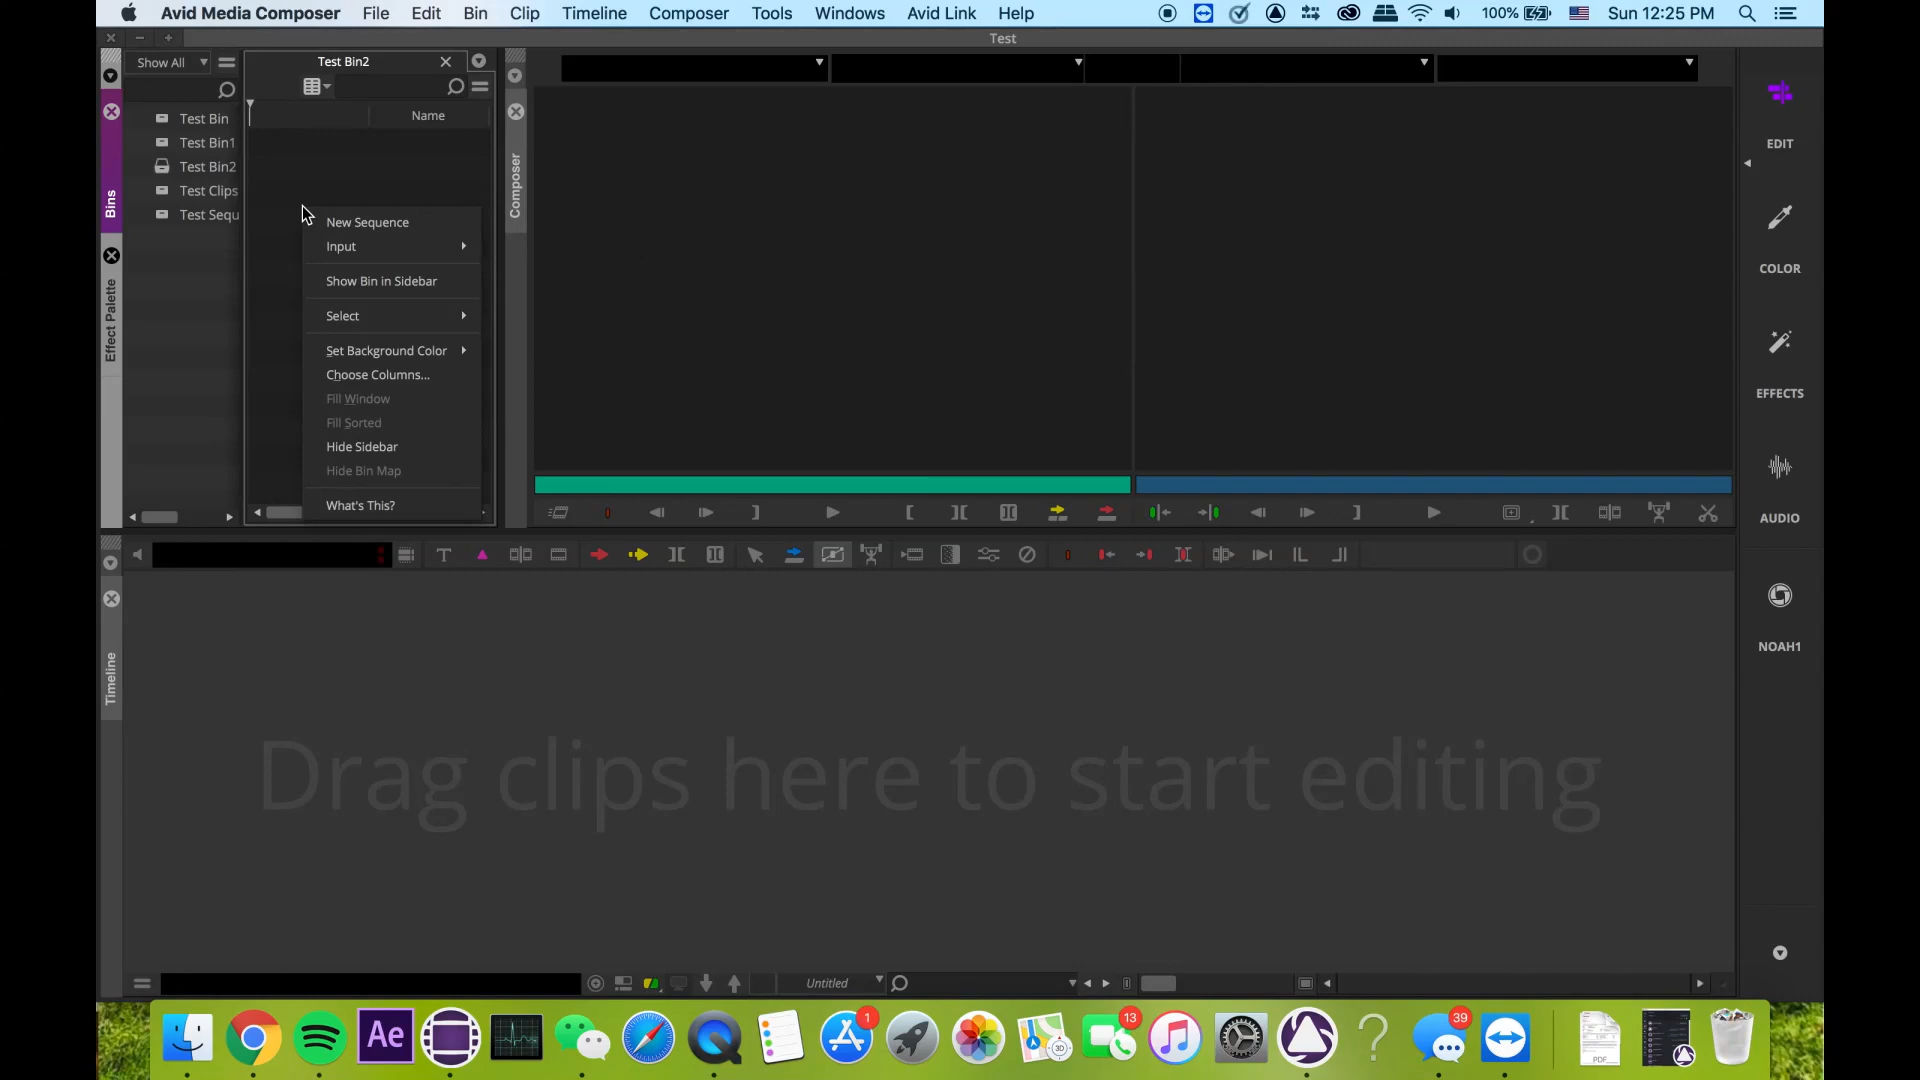 Avid Media Composer File Edit Bin Clip Timeline Composer Tools Windows Avid Link Help 100% Sun 12:25 PM
Test
Show All
Test Bin2
Name
Test Bin
Test Bin1
Test Bin2
Test Clips
Test Sequ
Bins
Effect Palette
New Sequence
Input
Show Bin in Sidebar
Select
Set Background Color
Choose Columns...
Fill Window
Fill Sorted
Hide Sidebar
Hide Bin Map
What's This?
Composer
EDIT
COLOR
EFFECTS
AUDIO
NOAH1
Timeline
Drag clips here to start editing
Untitled
Ae
1
3D
13
39
PDF